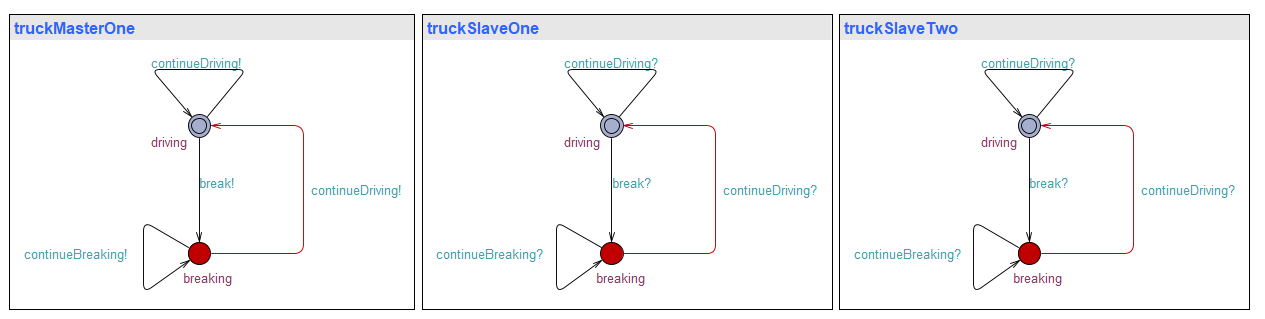 truckMasterOne
continueDriving!
driving
break!
continueDriving!
continueBreaking!
breaking
truckSlaveOne
continueDriving?
driving
break?
continueDriving?
continueBreaking?
breaking
truckSlaveTwo
continueDriving?
driving
break?
continueDriving?
continueBreaking?
breaking